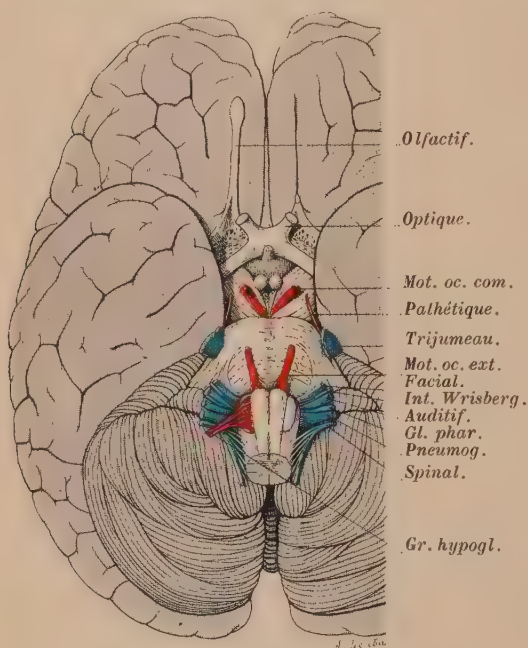 Olfactif.
Optique.
Mot. oc. com.
Pathétique.
Trijumeau.
Mot. oc. ext.
Facial.
Int. Wrisberg.
Auditif.
Gl. phar.
Pneumog.
Spinal.
Gr. hypogl.